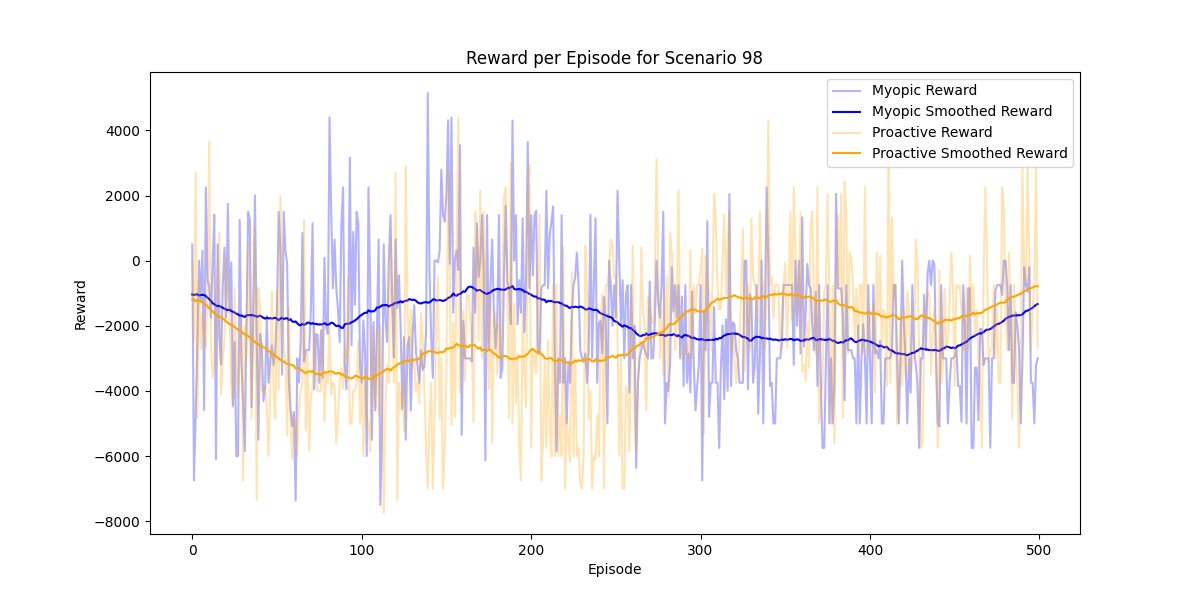 Reward per Episode for Scenario 98
Myopic Reward
Myopic Smoothed Reward
Proactive Reward
Proactive Smoothed Reward
Reward
4000
2000
0
−2000
−4000
−6000
−8000
0 100 200 300 400 500
Episode